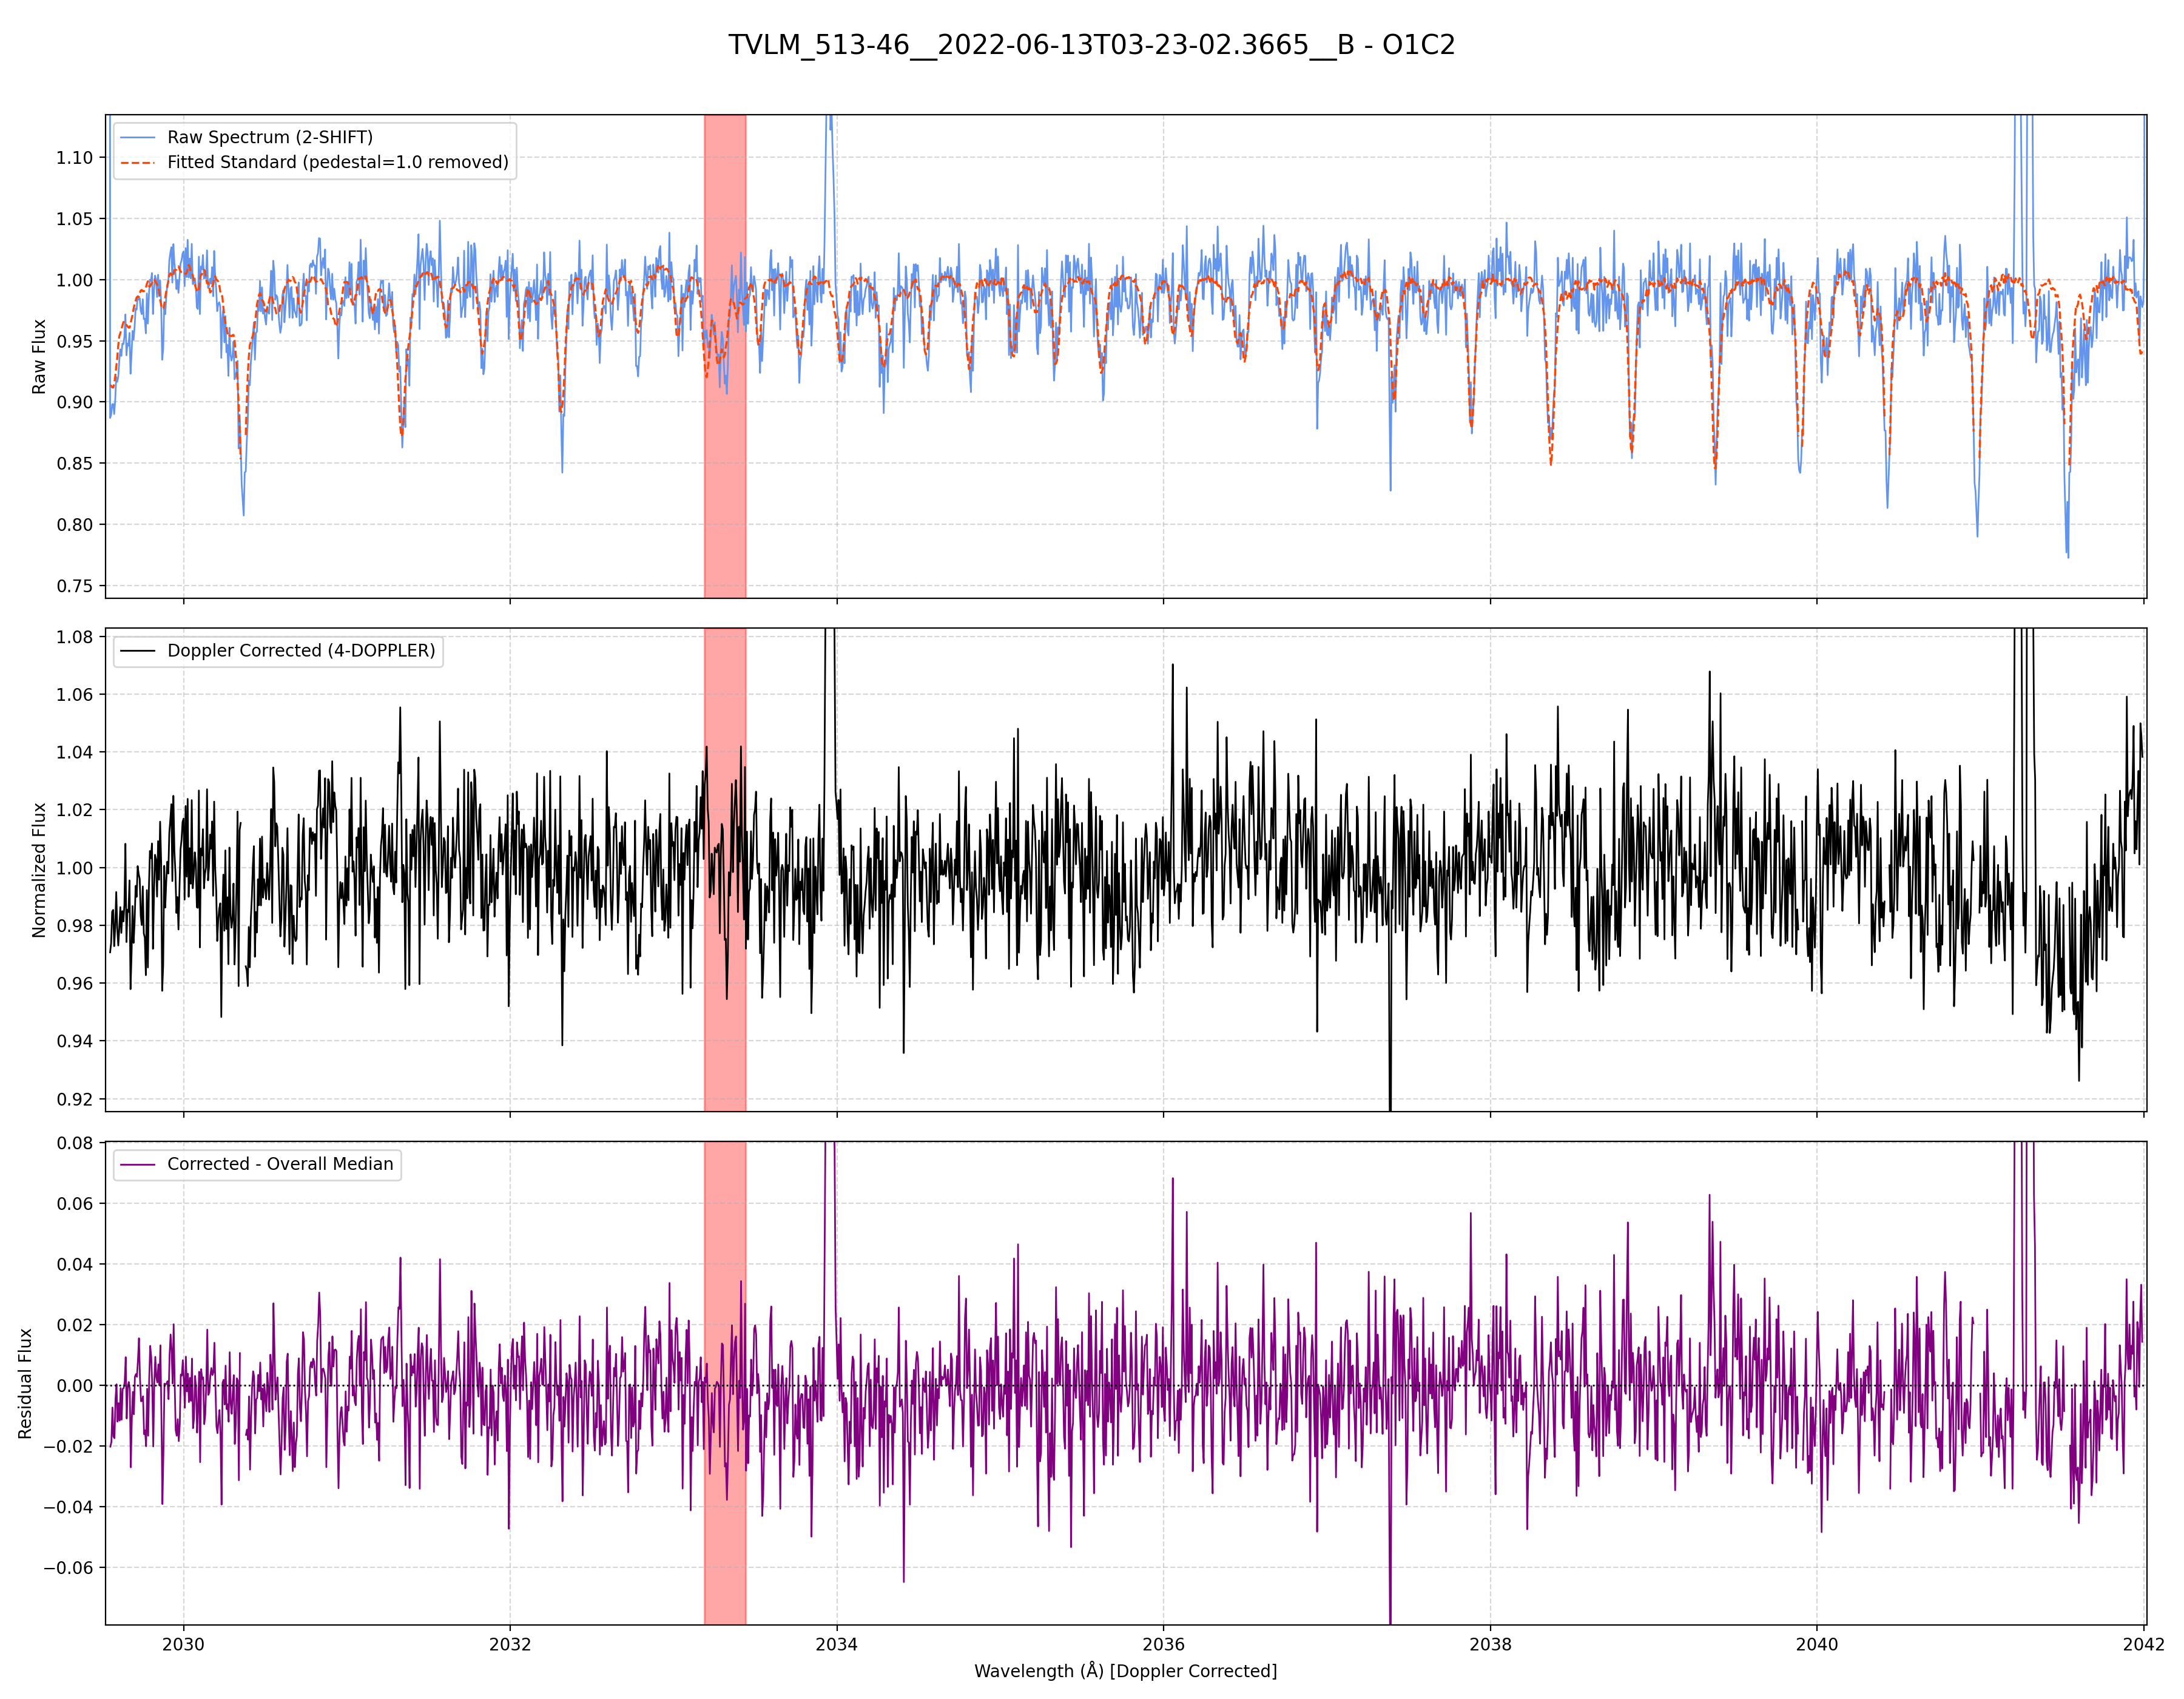 TVLM_513-46__2022-06-13T03-23-02.3665__B - O1C2
Raw Spectrum (2-SHIFT)
Fitted Standard (pedestal=1.0 removed)
Raw Flux
1.10
1.05
1.00
0.95
0.90
0.85
0.80
0.75
Doppler Corrected (4-DOPPLER)
Normalized Flux
1.08
1.06
1.04
1.02
1.00
0.98
0.96
0.94
0.92
Corrected - Overall Median
Residual Flux
0.08
0.06
0.04
0.02
0.00
−0.02
−0.04
−0.06
2030 2032 2034 2036 2038 2040 2042
Wavelength (Å) [Doppler Corrected]